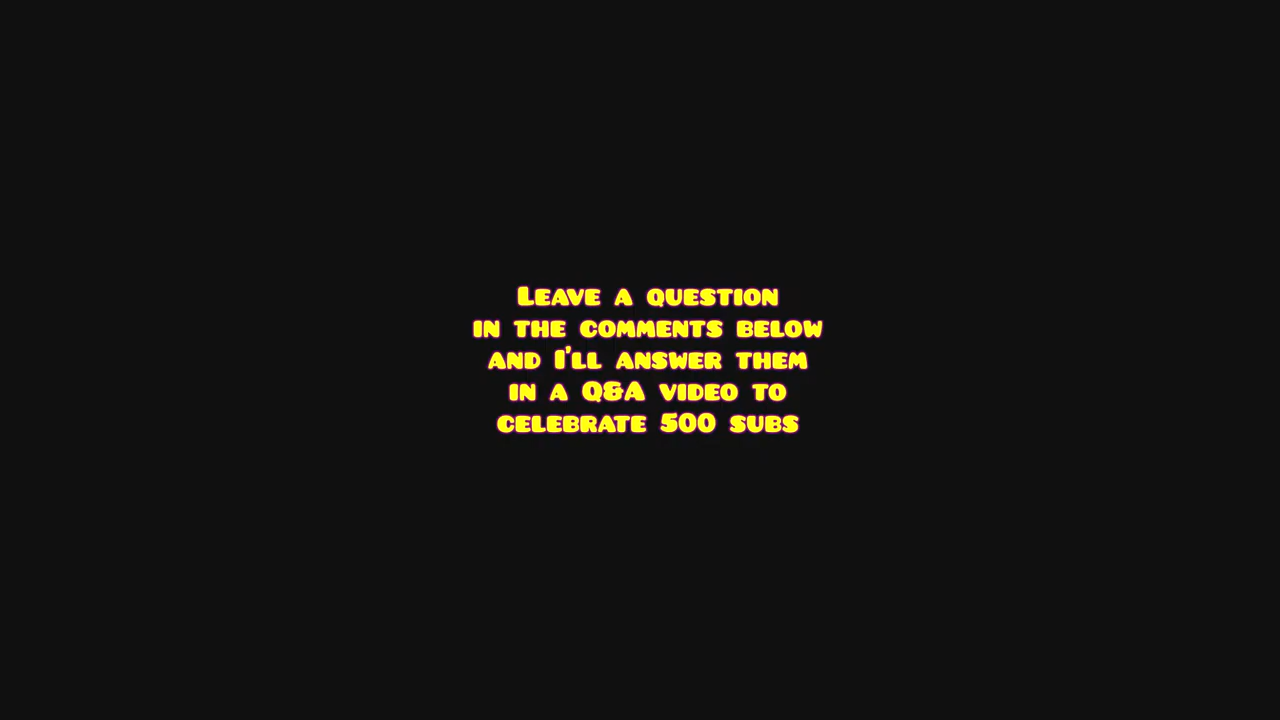 Leave a question
in the comments below
and I'll answer them
in a Q&A video to
celebrate 500 subs